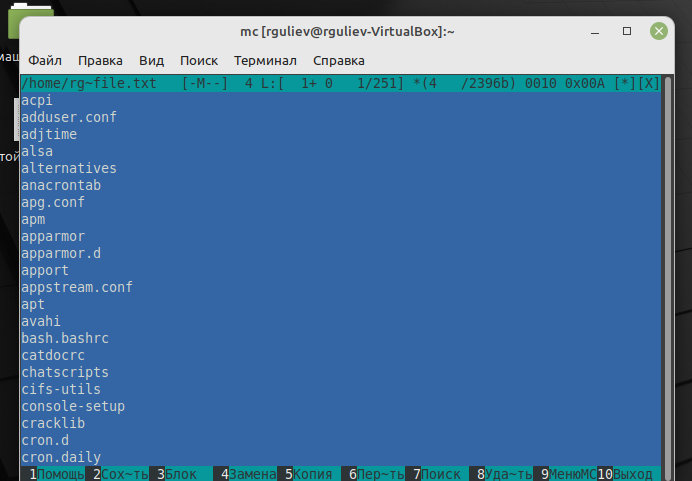 mc [rguliev@rguliev-VirtualBox]:~
Файл Правка Вид Поиск Терминал Справка
/home/rg~file.txt [-M--] 4 L:[ 1+ 0 1/251] *(4 /2396b) 0010 0x00A [*][X]
acpi
adduser.conf
adjtime
alsa
alternatives
anacrontab
apg.conf
apm
apparmor
apparmor.d
apport
appstream.conf
apt
avahi
bash.bashrc
catdocrc
chatscripts
cifs-utils
console-setup
cracklib
cron.d
cron.daily
1Помощь 2Сох~ть 3Блок 4Замена 5Копия 6Пер~ть 7Поиск 8Уда~ть 9МенюMC 10Выход